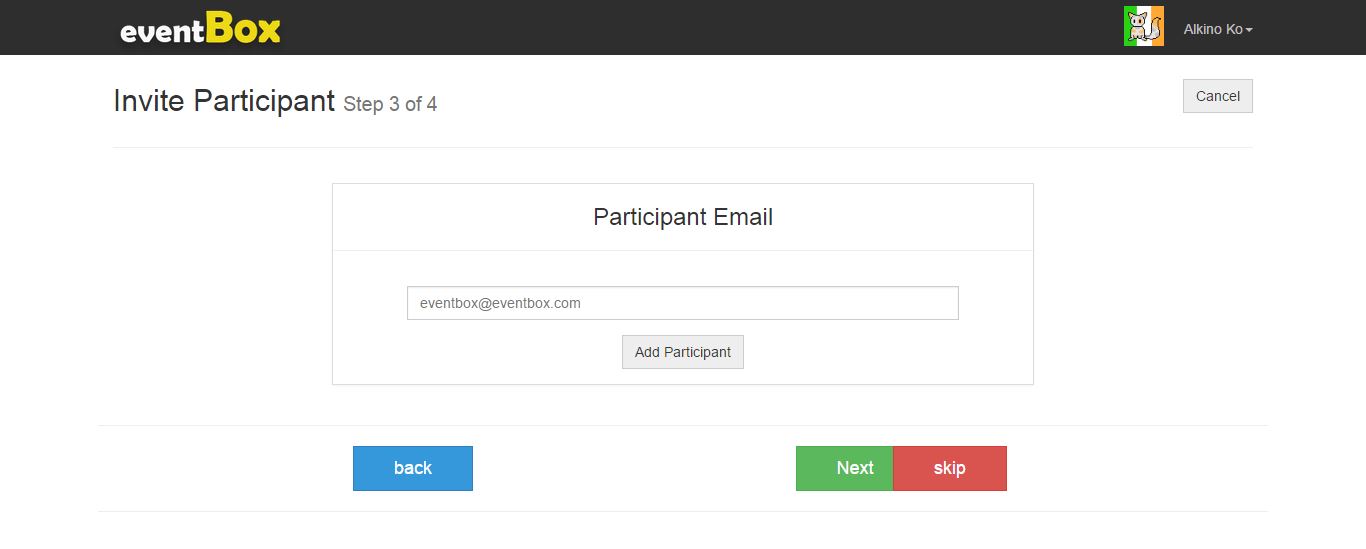 eventBox
Alkino Ko
Invite Participant Step 3 of 4
Cancel
Participant Email
eventbox@eventbox.com
Add Participant
back
Next
skip